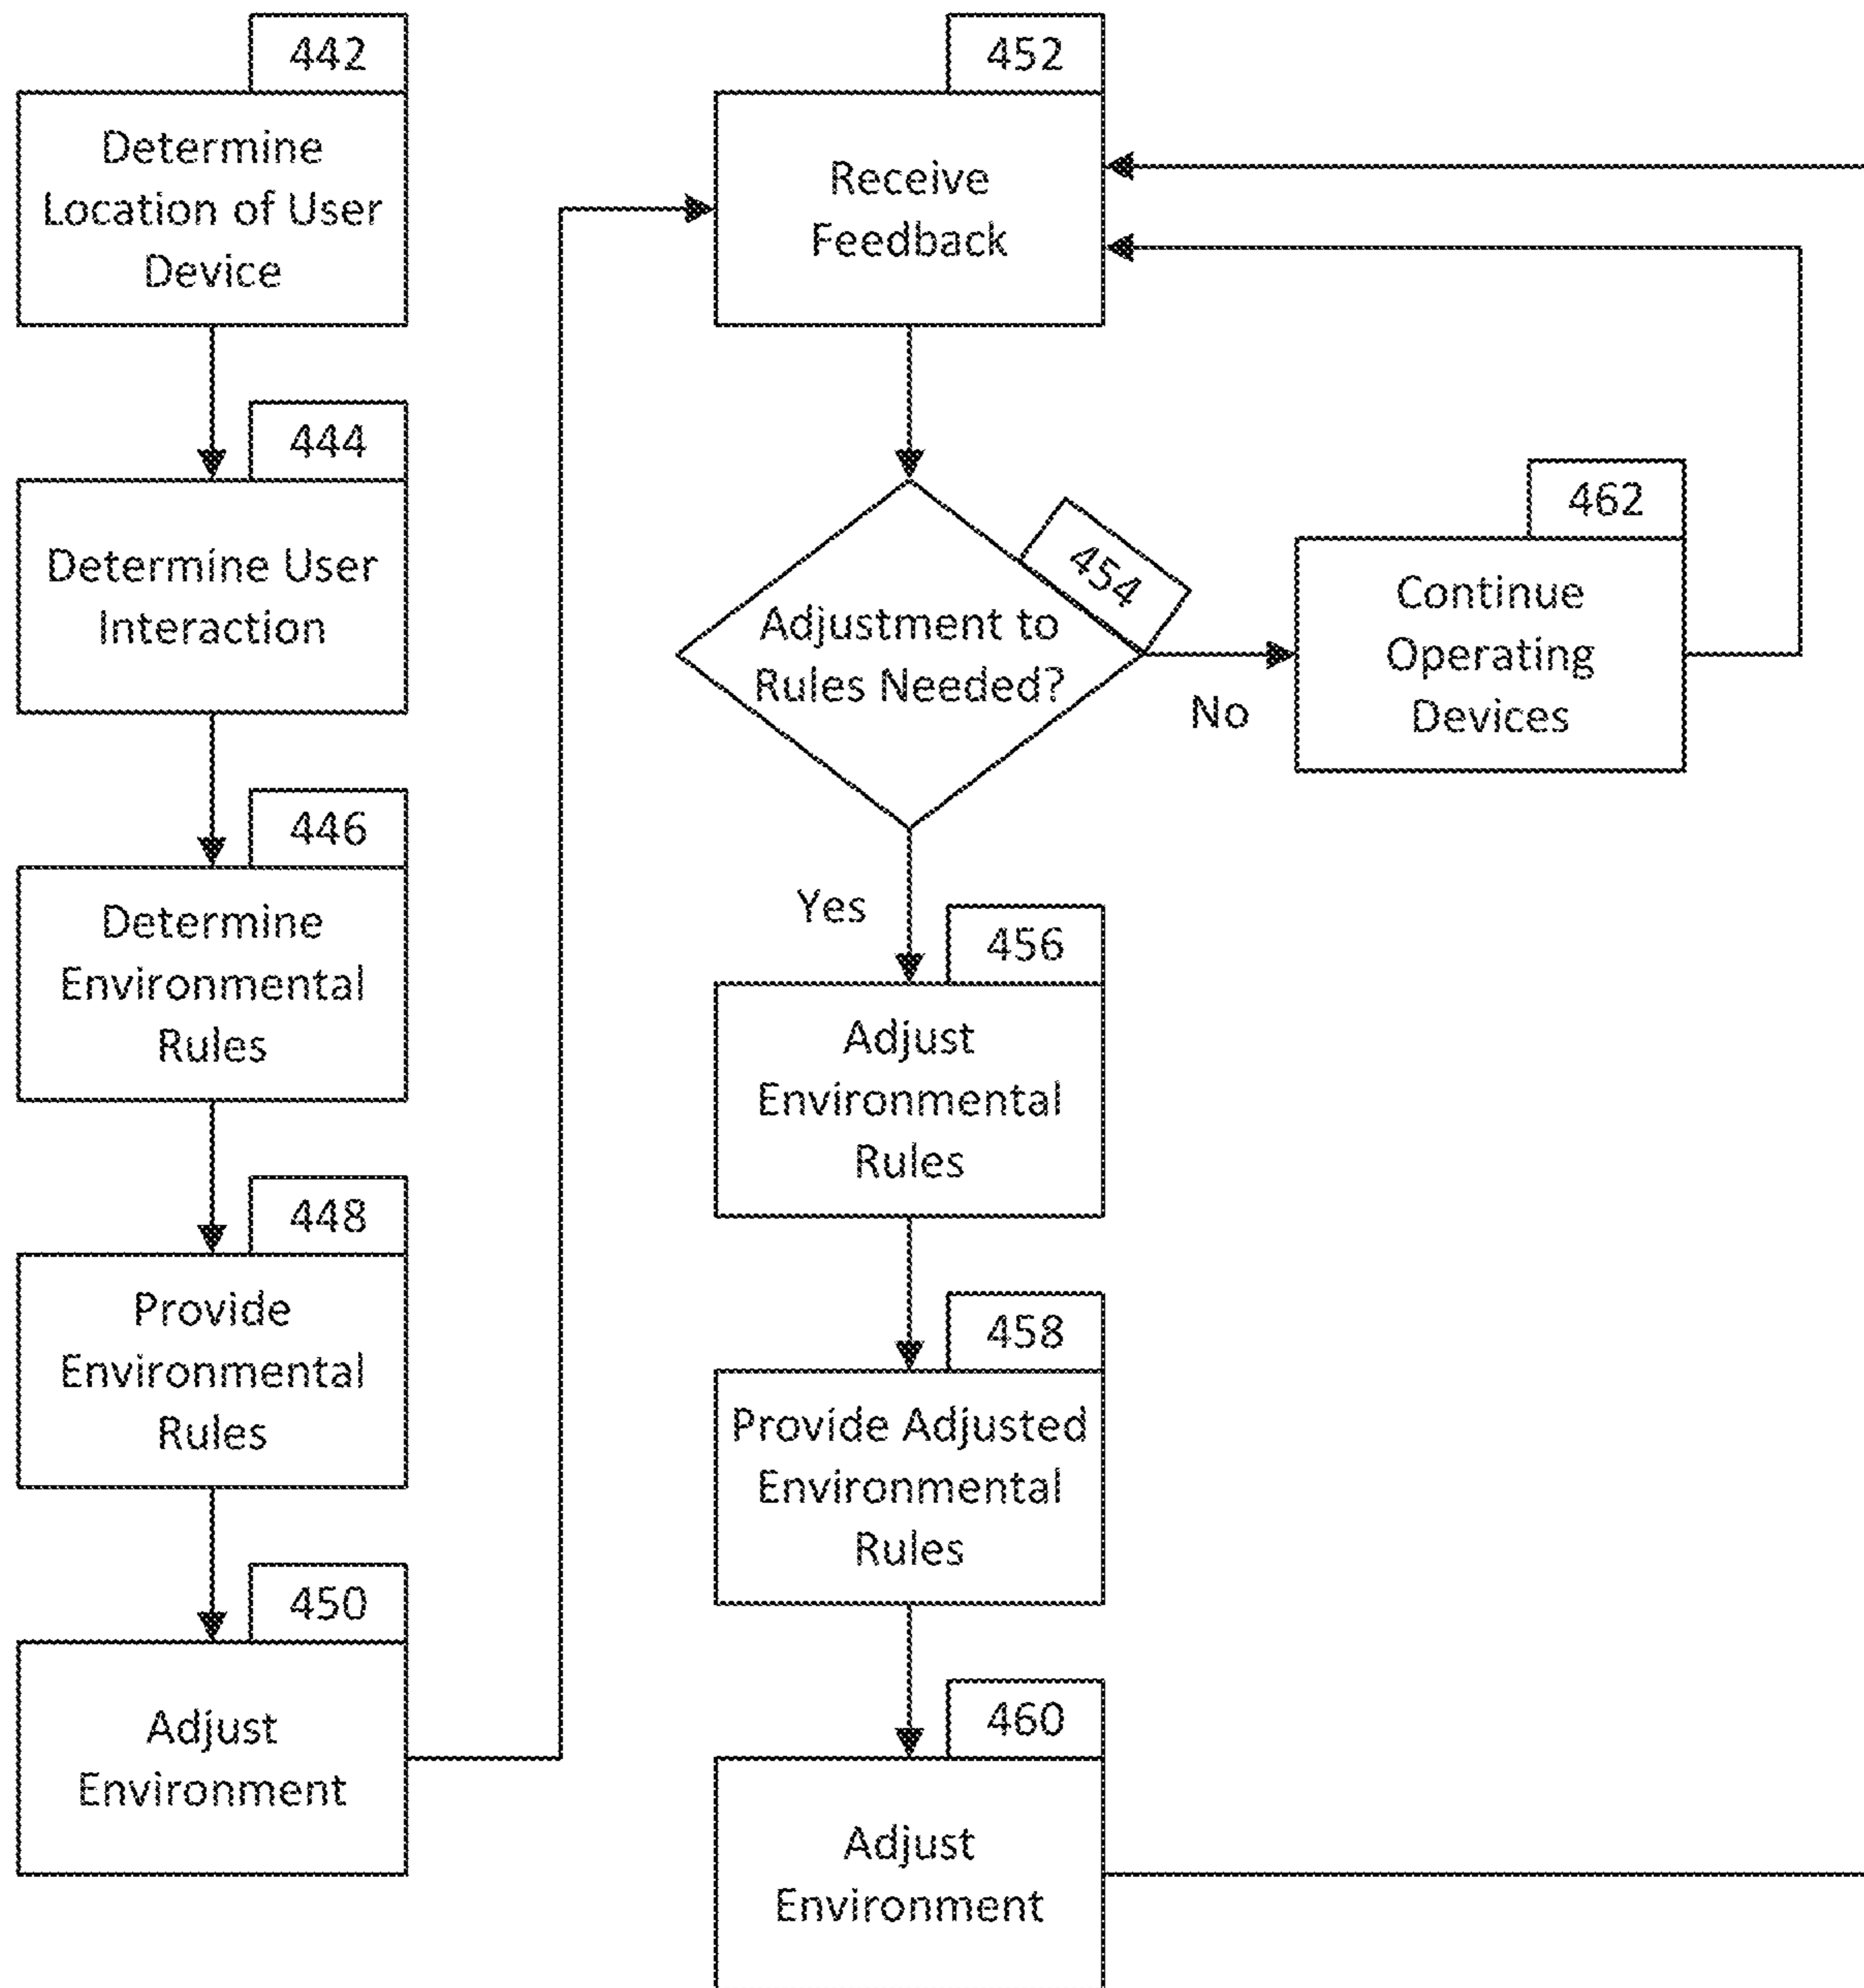 442
Determine
Location of User
Device
444
Determine User
Interaction
446
Determine
Environmental
Rules
448
Provide
Environmental
Rules
450
Adjust
Environment
452
Receive
Feedback
454
Adjustment to
Rules Needed?
No
462
Continue
Operating
Devices
Yes
456
Adjust
Environmental
Rules
458
Provide Adjusted
Environmental
Rules
460
Adjust
Environment